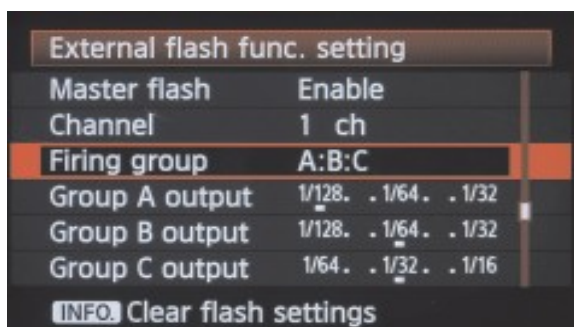 External flash func. setting
Master flash Enable
Channel 1 ch
Firing group A:B:C
Group A output 1/128. . 1/64. . 1/32
Group B output 1/128. . 1/64. . 1/32
Group C output 1/64. . 1/32. . 1/16
INFO. Clear flash settings